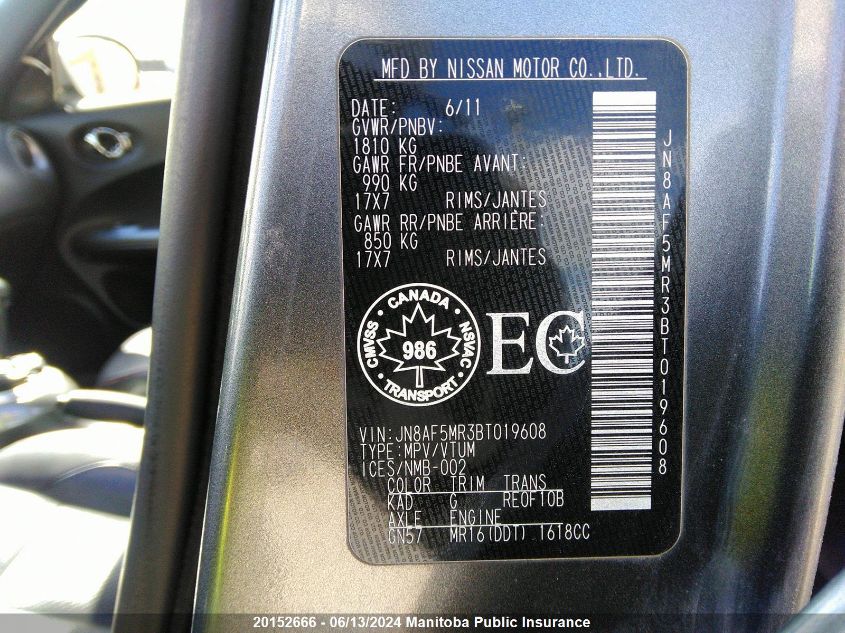 MFD BY NISSAN MOTOR CO.,LTD.
DATE: 6/11
GVWR/PNBV:
1810 KG
GAWR FR/PNBE AVANT:
990 KG
17X7 RIMS/JANTES
GAWR RR/PNBE ARRIÈRE:
850 KG
17X7 RIMS/JANTES
JN8AF5MR3BT019608
CANADA
CMVSS 986 NSVAC
TRANSPORT
EC
VIN:JN8AF5MR3BT019608
TYPE:MPV/VTUM
ICES/NMB-002
COLOR TRIM TRANS
KAD G RE0F10B
AXLE ENGINE
GN57 MR16(DDT) 16T8CC
20152666 - 06/13/2024 Manitoba Public Insurance